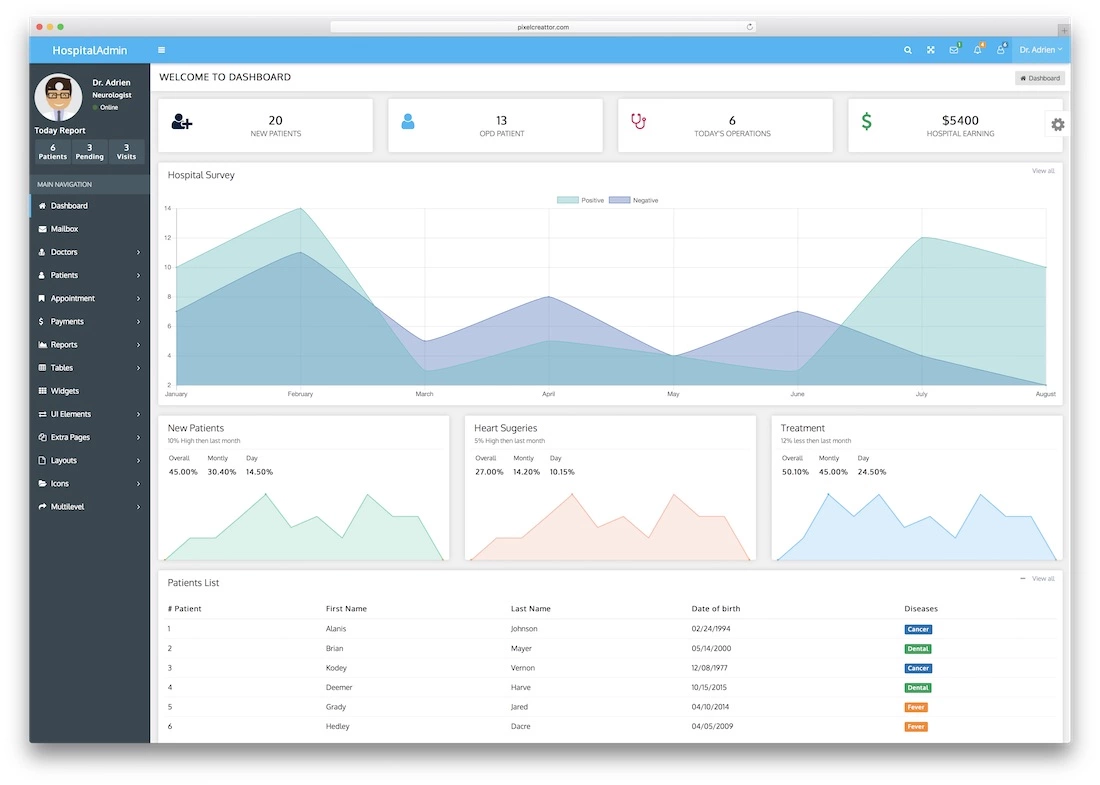 pixelcreattor.com
HospitalAdmin
1 4 6 Dr. Adrien
Dr. Adrien
Neurologist
Online
Today Report
6 3 3
Patients Pending Visits
MAIN NAVIGATION
Dashboard
Mailbox
Doctors
Patients
Appointment
Payments
Reports
Tables
Widgets
UI Elements
Extra Pages
Layouts
Icons
Multilevel
WELCOME TO DASHBOARD
Dashboard
20
NEW PATIENTS
13
OPD PATIENT
6
TODAY'S OPERATIONS
$5400
HOSPITAL EARNING
Hospital Survey
View all
Positive Negative
14
12
10
8
6
4
2
January February March April May June July August
New Patients
10% High then last month
Overall Montly Day
45.00% 30.40% 14.50%
Heart Sugeries
5% High then last month
Overall Montly Day
27.00% 14.20% 10.15%
Treatment
12% less then last month
Overall Montly Day
50.10% 45.00% 24.50%
Patients List
View all
# Patient First Name Last Name Date of birth Diseases
1 Alanis Johnson 02/24/1994 Cancer
2 Brian Mayer 05/14/2000 Dental
3 Kodey Vernon 12/08/1977 Cancer
4 Deemer Harve 10/15/2015 Dental
5 Grady Jared 04/10/2014 Fever
6 Hedley Dacre 04/05/2009 Fever